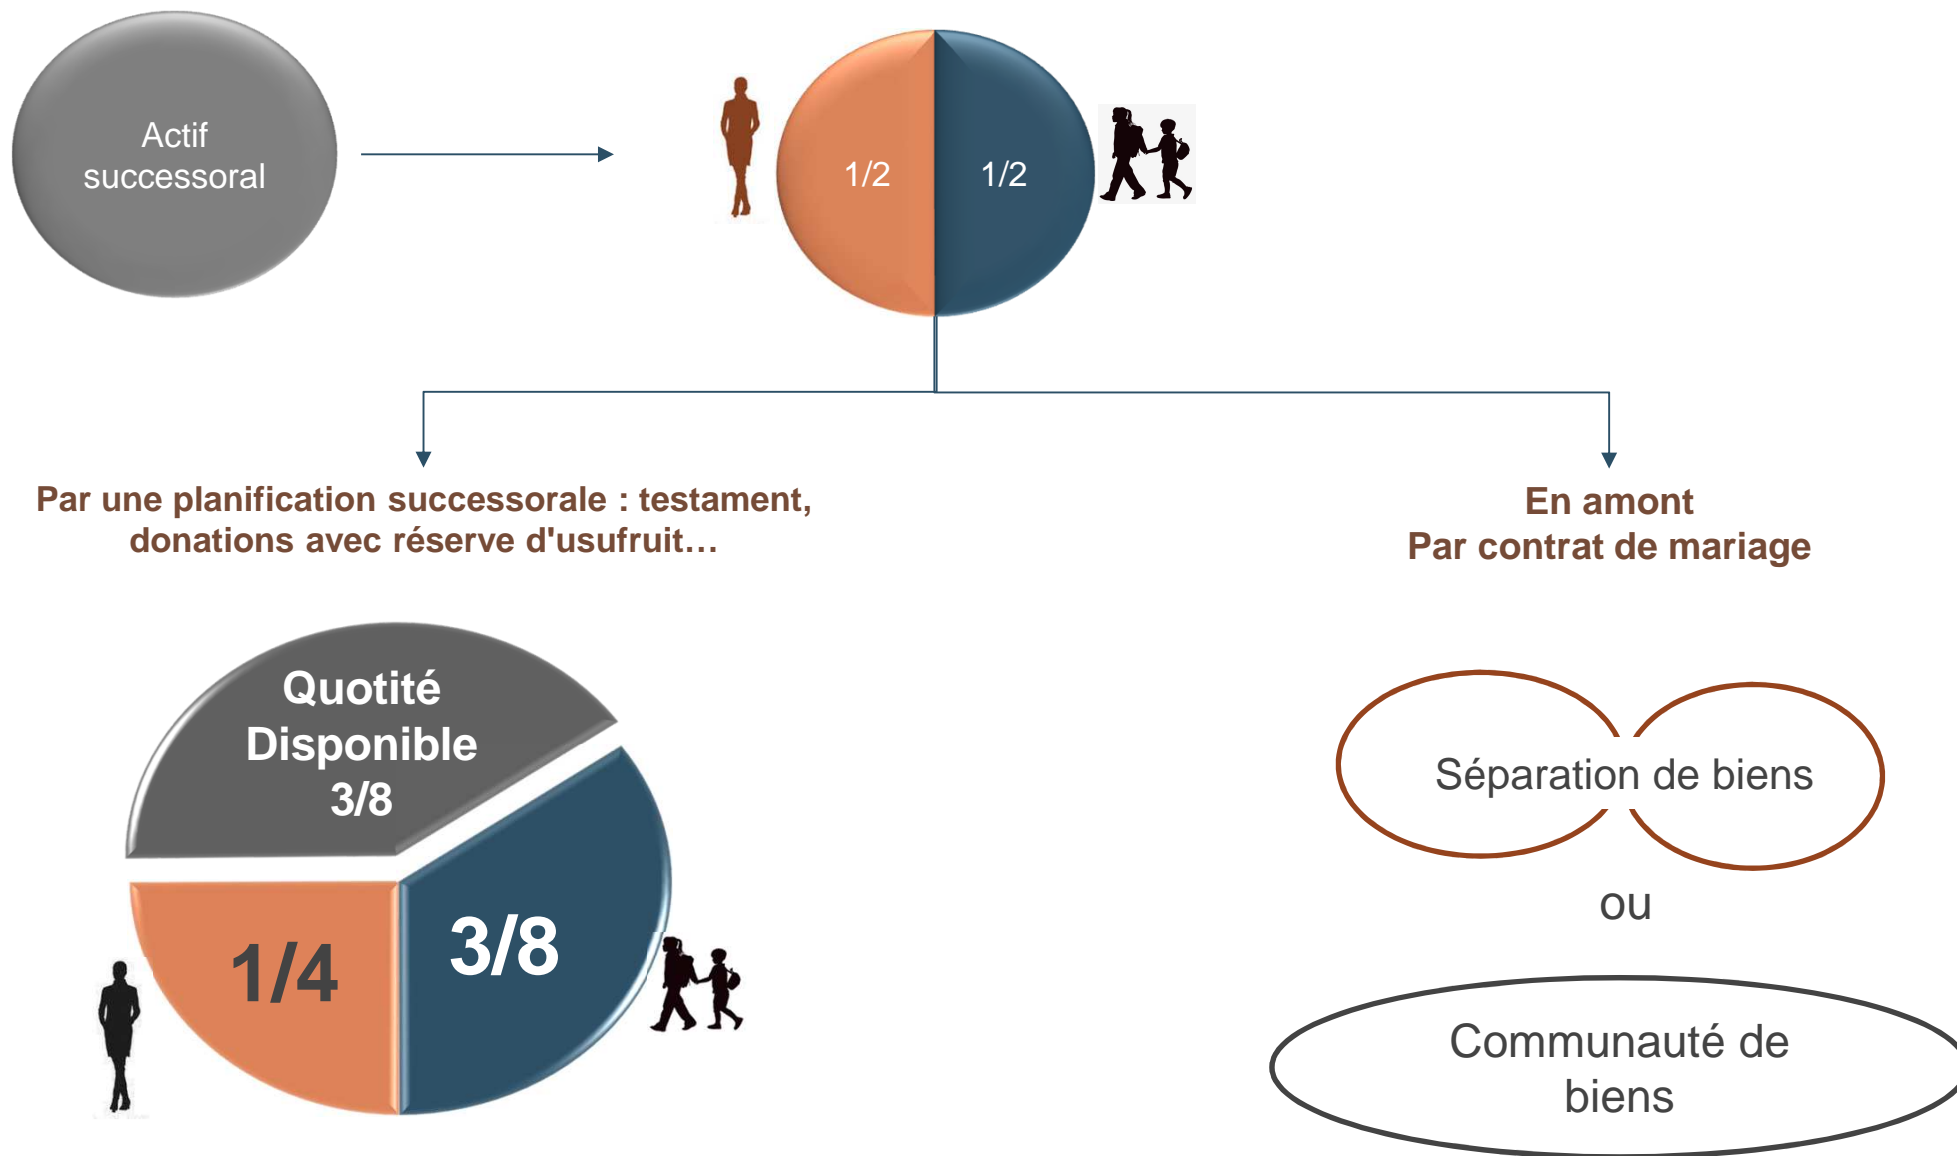 Actif
successoral
1/2
1/2
Par une planification successorale : testament,
donations avec réserve d'usufruit…
En amont
Par contrat de mariage
Quotité
Disponible
3/8
1/4
3/8
Séparation de biens
ou
Communauté de
biens